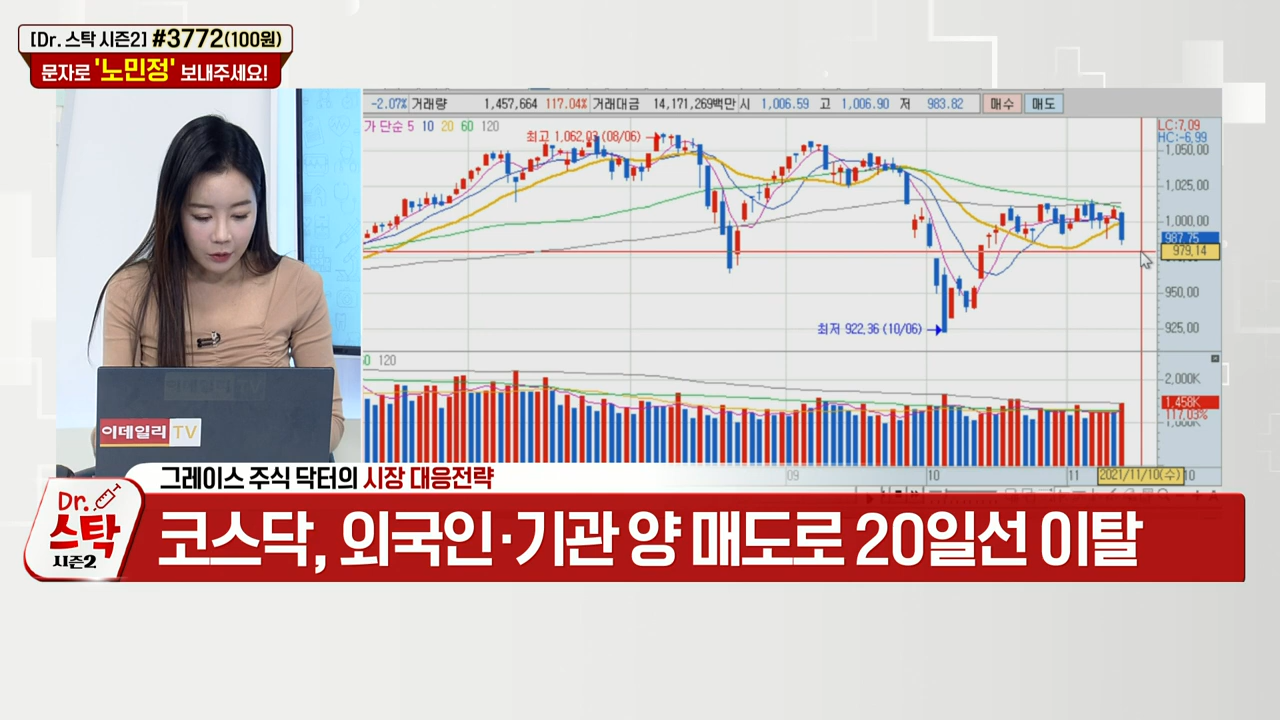 [Dr. 스탁 시즌2] #3772(100원)
문자로 '노민정' 보내주세요!
-2.07% 거래량 1,457,664 117.04% 거래대금 14,171,269백만 시 1,006.59 고 1,006.90 저 983.82 매수 매도
가 단순 5 10 20 60 120
최고 1,062.03 (08/06)
LC:7.09
HC:-6.99
1,050.00
1,025.00
1,000.00
987.75
979.14
950.00
최저 922.36 (10/06)
925.00
0 120
2,000K
1,458K
117.03%
1,000K
09 10 11 2021/11/10(수) 10
이데일리 TV
그레이스 주식 닥터의 시장 대응전략
Dr. 스탁 시즌2
코스닥, 외국인·기관 양 매도로 20일선 이탈